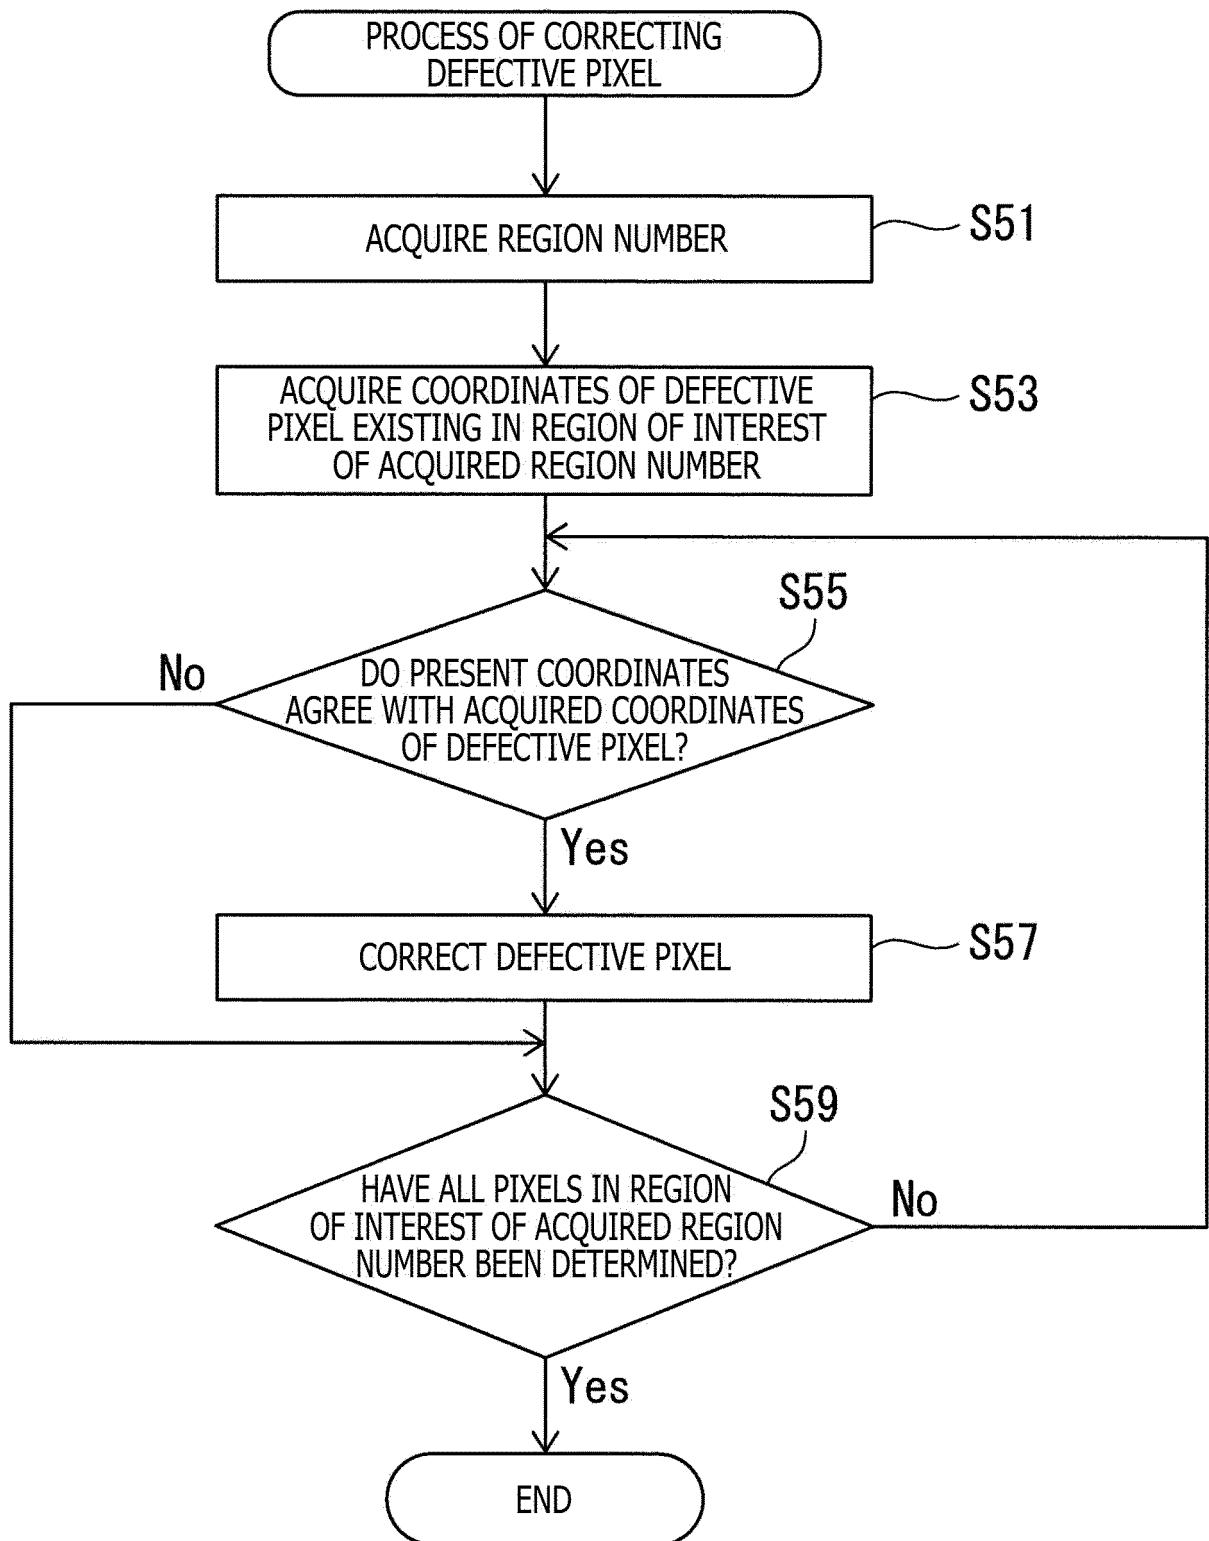 PROCESS OF CORRECTING
DEFECTIVE PIXEL
ACQUIRE REGION NUMBER
S51
ACQUIRE COORDINATES OF DEFECTIVE
PIXEL EXISTING IN REGION OF INTEREST
OF ACQUIRED REGION NUMBER
S53
S55
No
DO PRESENT COORDINATES
AGREE WITH ACQUIRED COORDINATES
OF DEFECTIVE PIXEL?
Yes
CORRECT DEFECTIVE PIXEL
S57
S59
HAVE ALL PIXELS IN REGION
OF INTEREST OF ACQUIRED REGION
NUMBER BEEN DETERMINED?
No
Yes
END